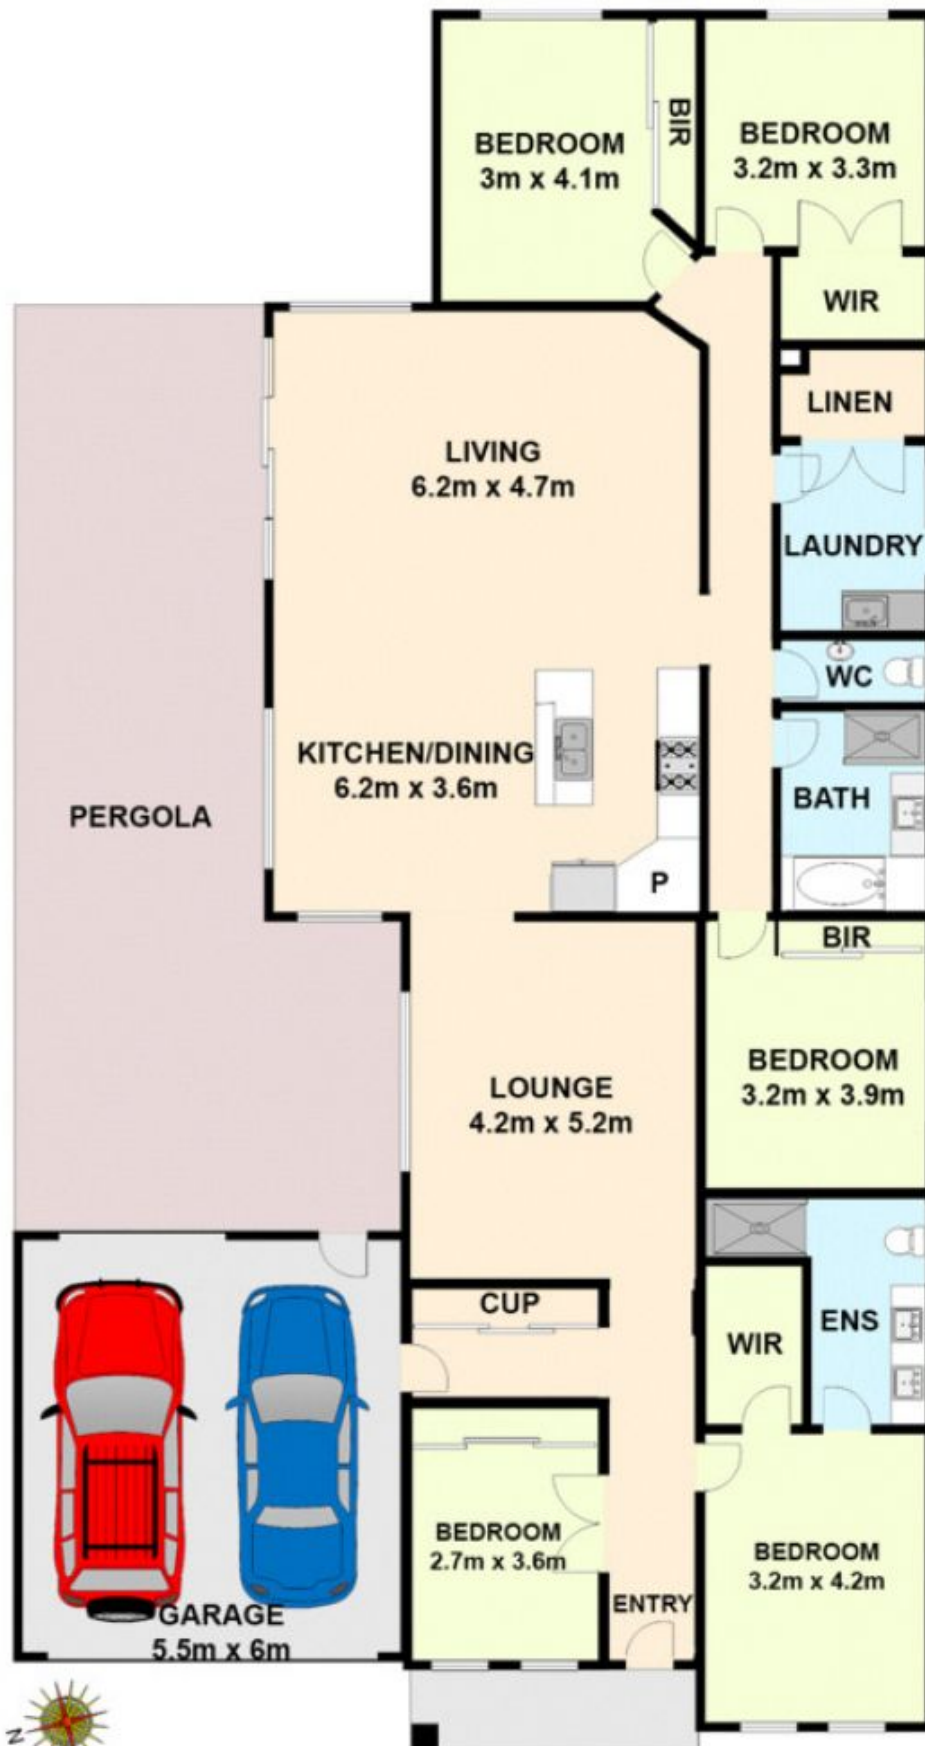 BEDROOM
3m x 4.1m
BIR
BEDROOM
3.2m x 3.3m
WIR
LINEN
LIVING
6.2m x 4.7m
LAUNDRY
WC
KITCHEN/DINING
6.2m x 3.6m
BATH
PERGOLA
P
BIR
BEDROOM
3.2m x 3.9m
LOUNGE
4.2m x 5.2m
CUP
ENS
WIR
BEDROOM
2.7m x 3.6m
BEDROOM
3.2m x 4.2m
ENTRY
GARAGE
5.5m x 6m
N